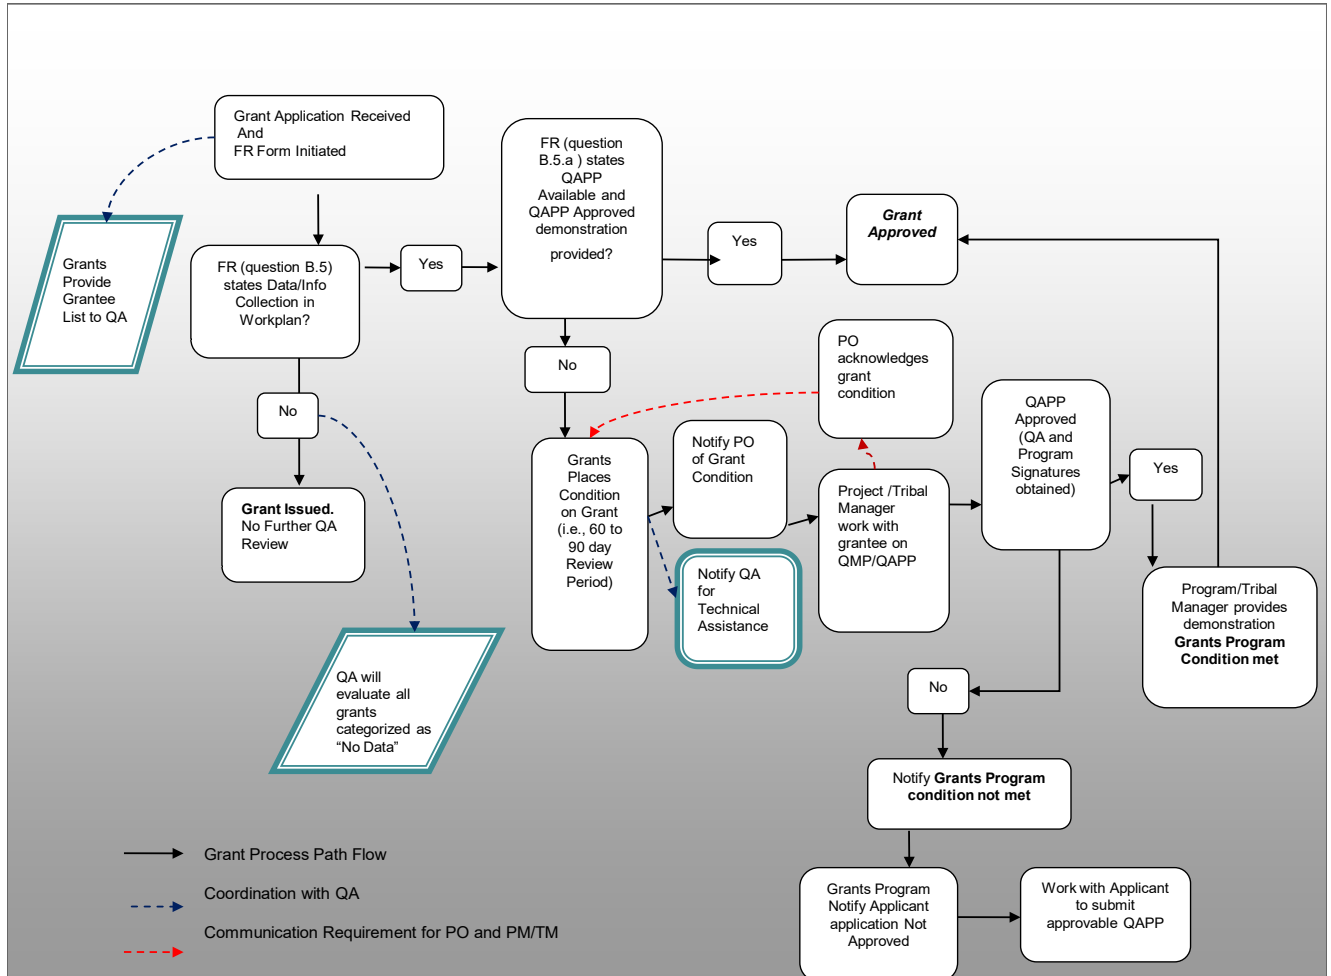 Grant Application Received
And
FR Form Initiated
Grants
Provide
Grantee
List to QA
FR (question B.5)
states Data/Info
Collection in
Workplan?
Yes
No
Grant Issued.
No Further QA
Review
QA will
evaluate all
grants
categorized as
“No Data”
FR (question
B.5.a ) states
QAPP
Available and
QAPP Approved
demonstration
provided?
Yes
Grant
Approved
No
Grants
Places
Condition
on Grant
(i.e., 60 to
90 day
Review
Period)
Notify PO
of Grant
Condition
Notify QA
for
Technical
Assistance
PO
acknowledges
grant
condition
Project /Tribal
Manager
work with
grantee on
QMP/QAPP
QAPP
Approved
(QA and
Program
Signatures
obtained)
Yes
Program/Tribal
Manager provides
demonstration
Grants Program
Condition met
No
Notify Grants Program
condition not met
Grants Program
Notify Applicant
application Not
Approved
Work with Applicant
to submit
approvable QAPP
Grant Process Path Flow
Coordination with QA
Communication Requirement for PO and PM/TM